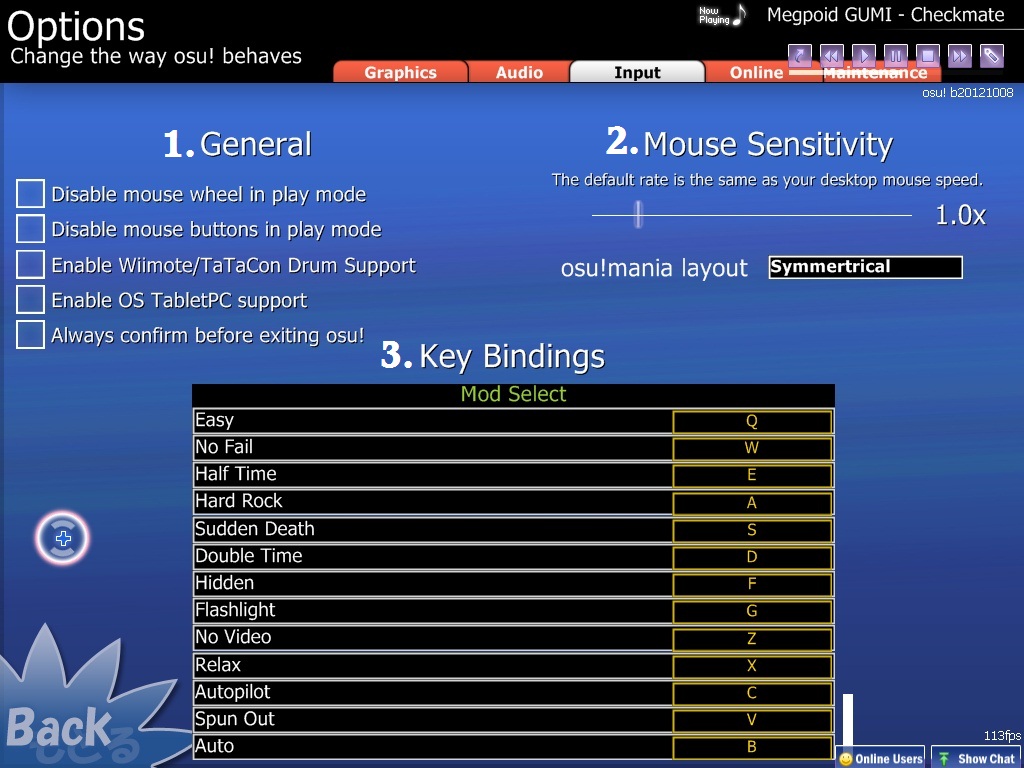 Options
Change the way osu! behaves
Now Playing
Megpoid GUMI - Checkmate
Graphics
Audio
Input
Online
Maintenance
osu! b20121008
1. General
Disable mouse wheel in play mode
Disable mouse buttons in play mode
Enable Wiimote/TaTaCon Drum Support
Enable OS TabletPC support
Always confirm before exiting osu!
2. Mouse Sensitivity
The default rate is the same as your desktop mouse speed.
1.0x
osu!mania layout Symmertrical
3. Key Bindings
Mod Select
Easy Q
No Fail W
Half Time E
Hard Rock A
Sudden Death S
Double Time D
Hidden F
Flashlight G
No Video Z
Relax X
Autopilot C
Spun Out V
Auto B
Back
もどる
113fps
Online Users
Show Chat